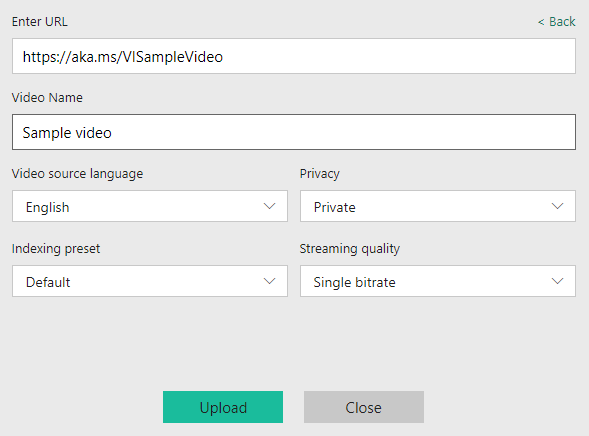 Enter URL < Back
https://aka.ms/VISampleVideo
Video Name
Sample video
Video source language Privacy
English Private
Indexing preset Streaming quality
Default Single bitrate
Upload Close